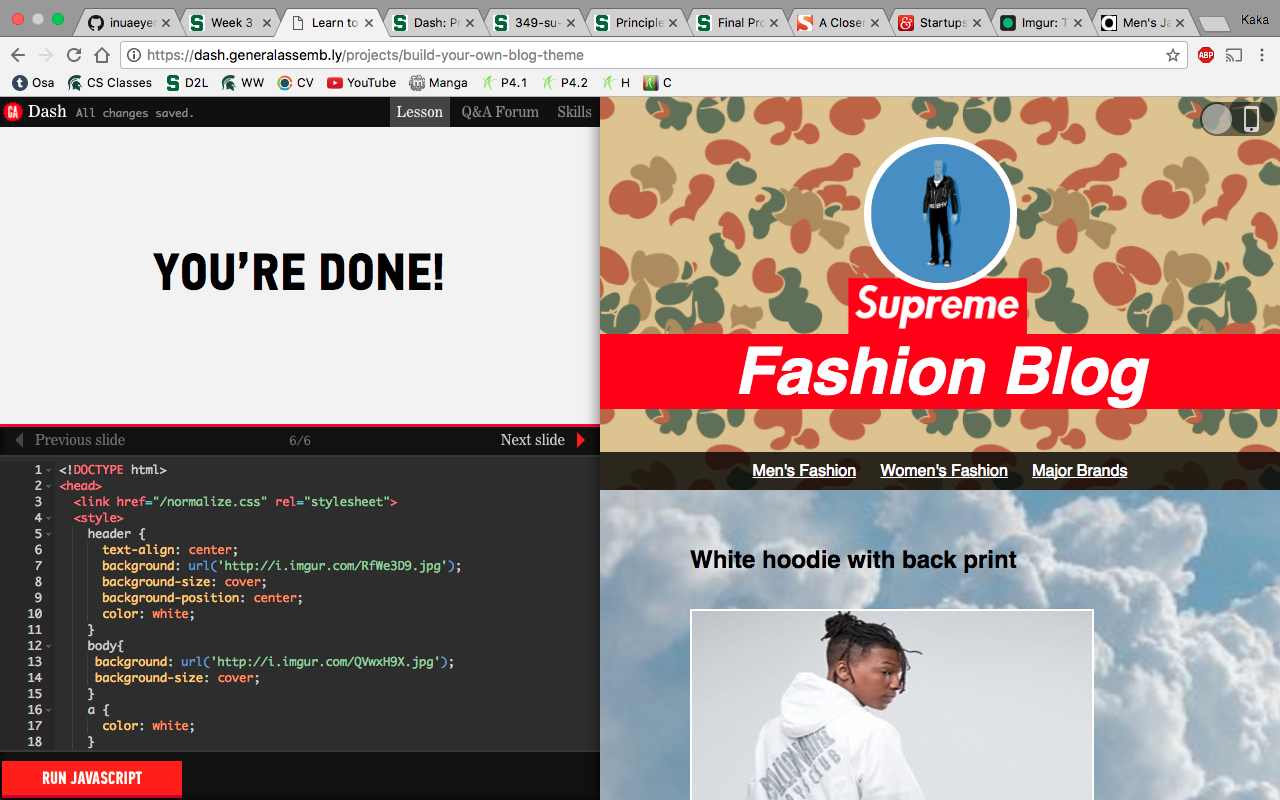 inuaeyer
Week 3
Learn to
Dash: Pr
349-su-
Principle
Final Pro
A Closer
Startups
Imgur: T
Men's Ja
Kaka
https://dash.generalassemb.ly/projects/build-your-own-blog-theme
ABP
Osa
CS Classes
D2L
WW
CV
YouTube
Manga
P4.1
P4.2
H
C
GA
Dash
All changes saved.
Lesson
Q&A Forum
Skills
YOU'RE DONE!
Previous slide
6/6
Next slide
1 <!DOCTYPE html>
2 <head>
3 <link href="/normalize.css" rel="stylesheet">
4 <style>
5 header {
6 text-align: center;
7 background: url('http://i.imgur.com/RfWe3D9.jpg');
8 background-size: cover;
9 background-position: center;
10 color: white;
11 }
12 body{
13 background: url('http://i.imgur.com/QVwxH9X.jpg');
14 background-size: cover;
15 }
16 a {
17 color: white;
18 }
RUN JAVASCRIPT
Supreme
Fashion Blog
Men's Fashion
Women's Fashion
Major Brands
White hoodie with back print
BILLIONAIRE
BOYS CLUB